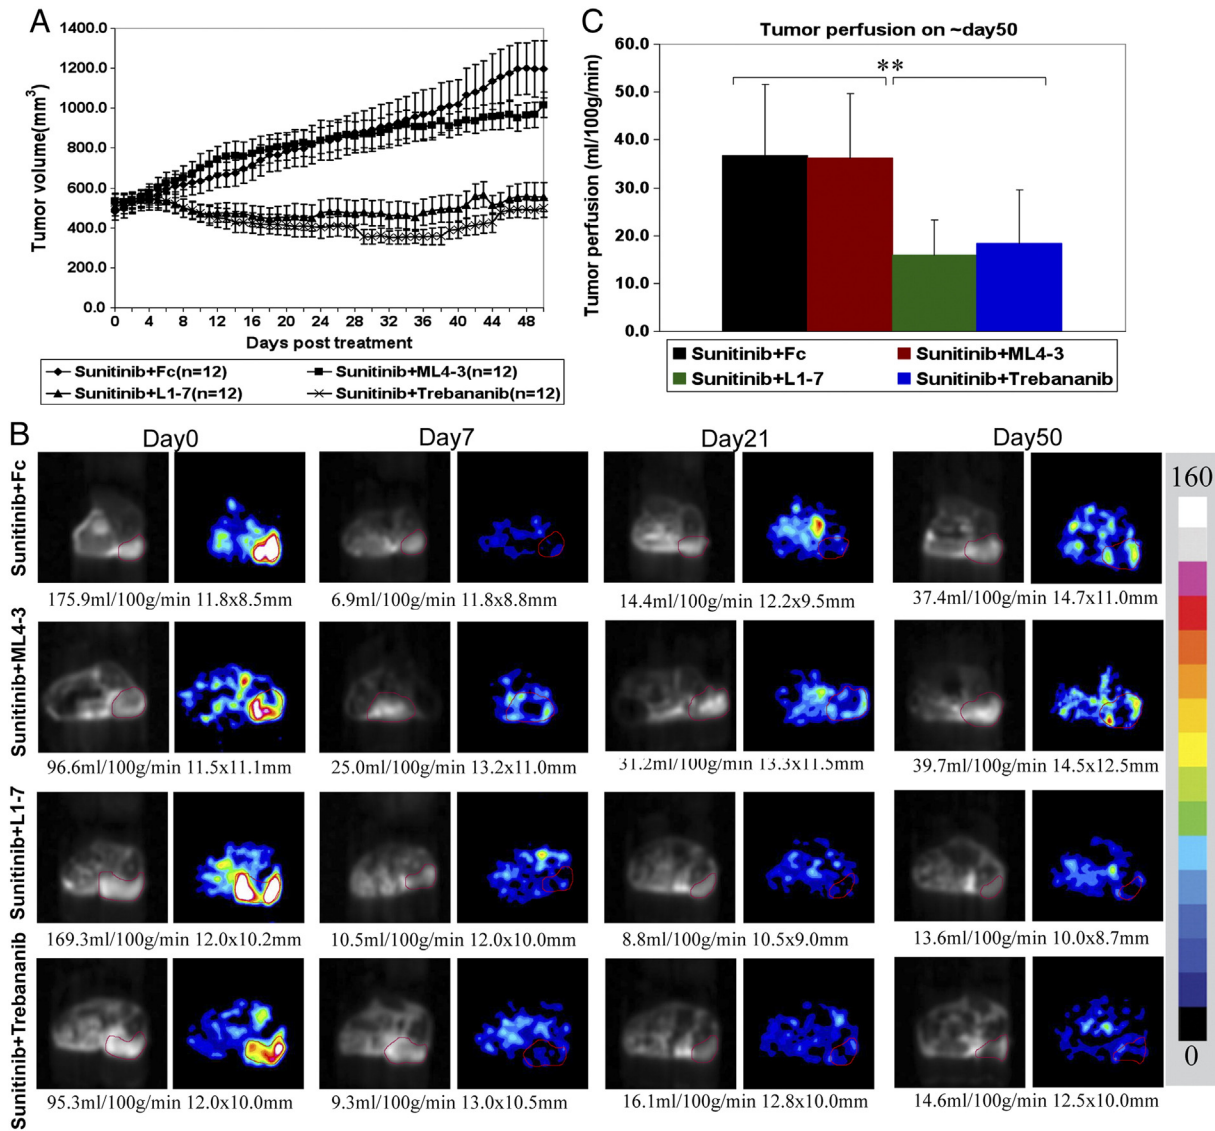 A
1400.0
1200.0
1000.0
800.0
600.0
400.0
200.0
0.0
Tumor volume(mm3)
0 4 8 12 16 20 24 28 32 36 40 44 48
Days post treatment
Sunitinib+Fc(n=12) Sunitinib+ML4-3(n=12)
Sunitinib+L1-7(n=12) Sunitinib+Trebananib(n=12)
C
Tumor perfusion on ~day50
60.0
50.0
40.0
30.0
20.0
10.0
0.0
Tumor perfusion (ml/100g/min)
**
Sunitinib+Fc Sunitinib+ML4-3
Sunitinib+L1-7 Sunitinib+Trebananib
B
Day0 Day7 Day21 Day50
Sunitinib+Fc
175.9ml/100g/min 11.8x8.5mm 6.9ml/100g/min 11.8x8.8mm 14.4ml/100g/min 12.2x9.5mm 37.4ml/100g/min 14.7x11.0mm
Sunitinib+ML4-3
96.6ml/100g/min 11.5x11.1mm 25.0ml/100g/min 13.2x11.0mm 31.2ml/100g/min 13.3x11.5mm 39.7ml/100g/min 14.5x12.5mm
Sunitinib+L1-7
169.3ml/100g/min 12.0x10.2mm 10.5ml/100g/min 12.0x10.0mm 8.8ml/100g/min 10.5x9.0mm 13.6ml/100g/min 10.0x8.7mm
Sunitinib+Trebananib
95.3ml/100g/min 12.0x10.0mm 9.3ml/100g/min 13.0x10.5mm 16.1ml/100g/min 12.8x10.0mm 14.6ml/100g/min 12.5x10.0mm
160
0